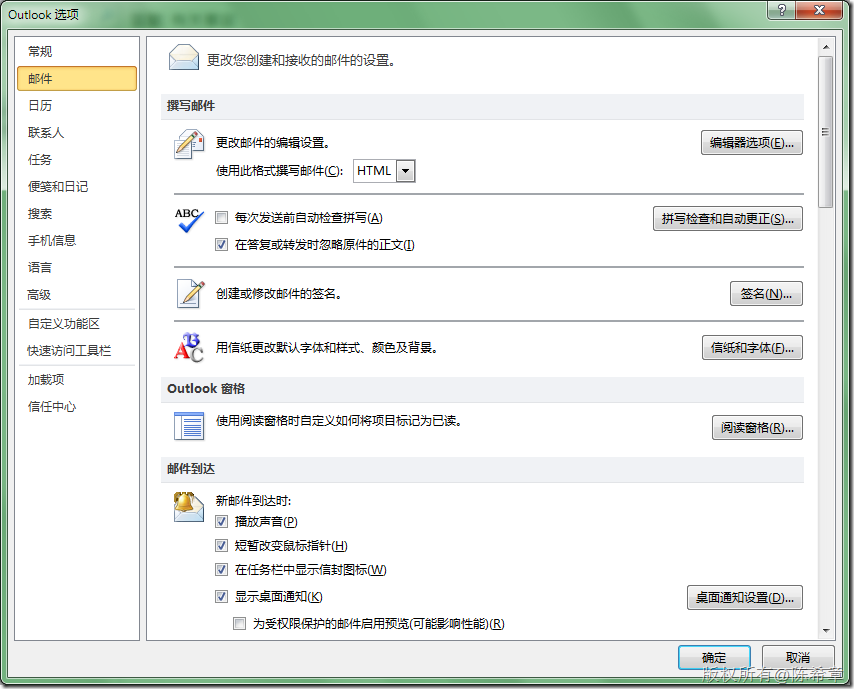 Outlook 选项
常规
邮件
日历
联系人
任务
便笺和日记
搜索
手机信息
语言
高级
自定义功能区
快速访问工具栏
加载项
信任中心
更改您创建和接收的邮件的设置。
撰写邮件
更改邮件的编辑设置。
编辑器选项(E)...
使用此格式撰写邮件(C): HTML
ABC
每次发送前自动检查拼写(A)
拼写检查和自动更正(S)...
在答复或转发时忽略原件的正文(I)
创建或修改邮件的签名。
签名(N)...
ABC
用信纸更改默认字体和样式、颜色及背景。
信纸和字体(F)...
Outlook 窗格
使用阅读窗格时自定义如何将项目标记为已读。
阅读窗格(R)...
邮件到达
新邮件到达时:
播放声音(P)
短暂改变鼠标指针(H)
在任务栏中显示信封图标(W)
显示桌面通知(K)
桌面通知设置(D)...
为受权限保护的邮件启用预览(可能影响性能)(R)
确定
取消
版权所有@陈希章